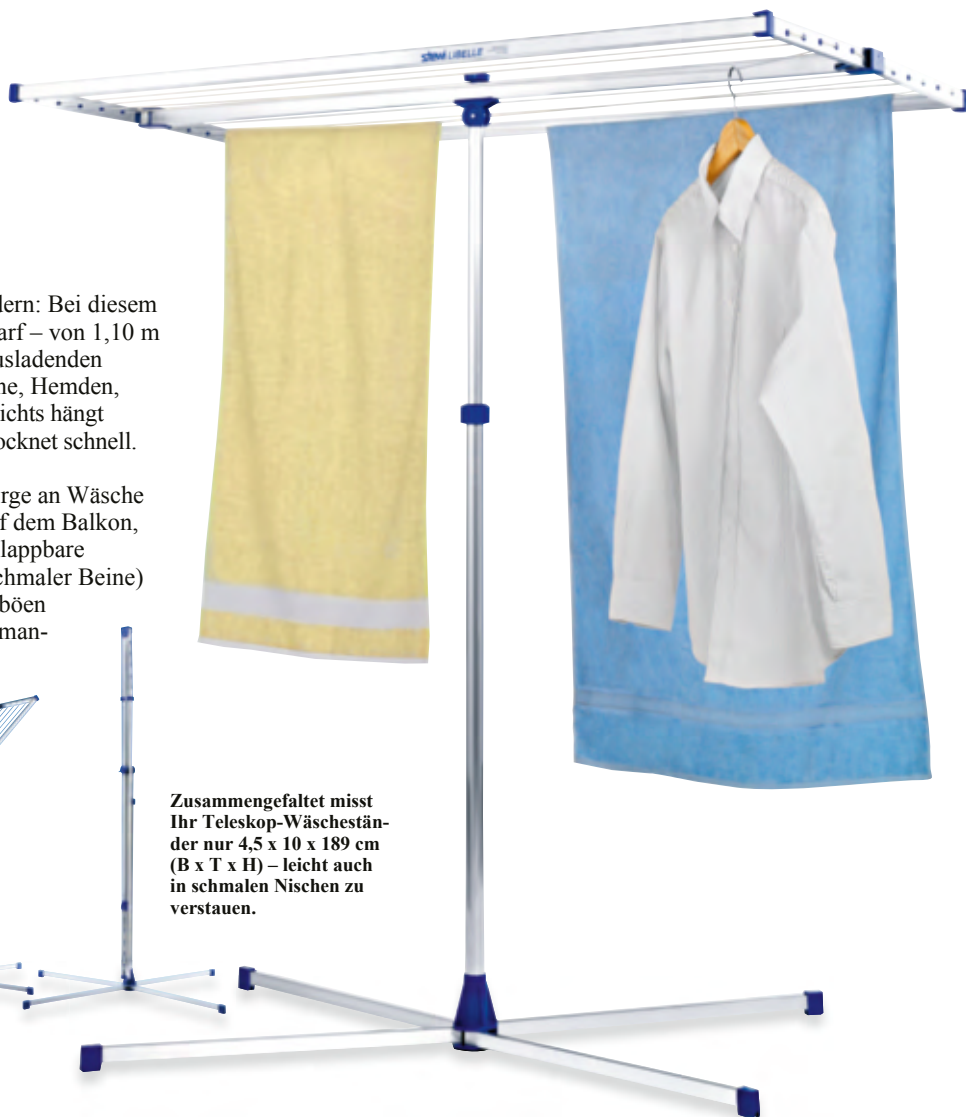 stewi LIBELLE
dern: Bei diesem
arf – von 1,10 m
usladenden
ne, Hemden,
ichts hängt
ocknet schnell.
rge an Wäsche
f dem Balkon,
lappbare
chmaler Beine)
böen
man-
Zusammengefaltet misst
Ihr Teleskop-Wäschestän-
der nur 4,5 x 10 x 189 cm
(B x T x H) – leicht auch
in schmalen Nischen zu
verstauen.